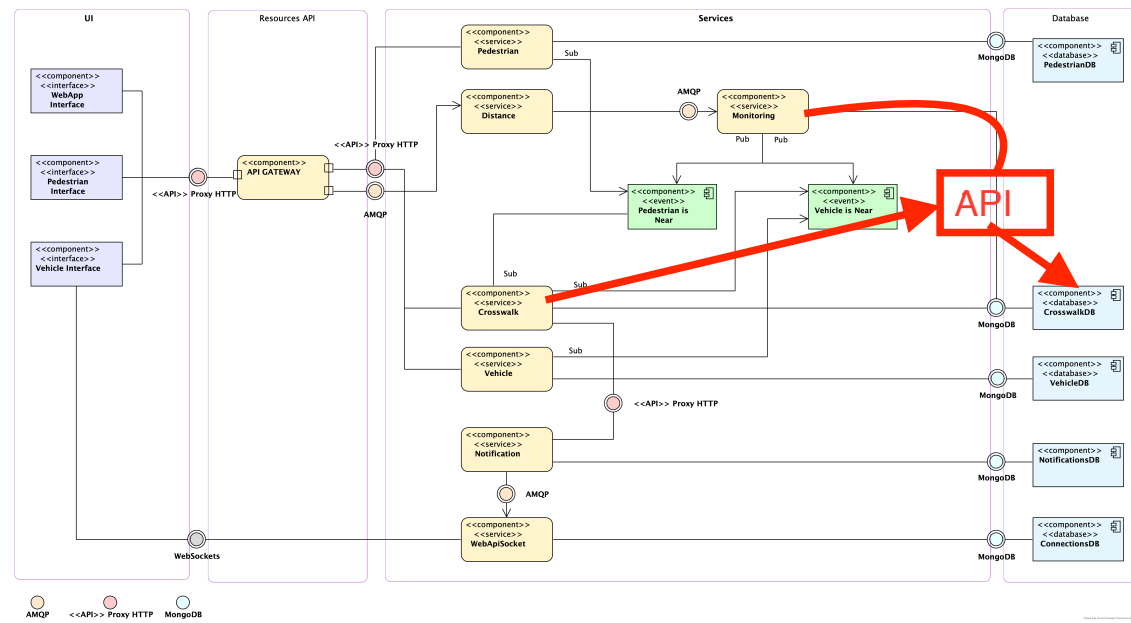 UI
Resources API
Services
Database
<<component>>
<<service>>
Pedestrian
Sub
MongoDB
<<component>>
<<database>>
PedestrianDB
<<component>>
<<interface>>
WebApp
Interface
<<component>>
<<service>>
Distance
AMQP
<<component>>
<<service>>
Monitoring
Pub
Pub
<<API>> Proxy HTTP
<<component>>
<<interface>>
Pedestrian
Interface
<<API>> Proxy HTTP
<<component>>
API GATEWAY
AMQP
<<component>>
<<event>>
Pedestrian is
Near
<<component>>
<<event>>
Vehicle is Near
API
<<component>>
<<interface>>
Vehicle Interface
Sub
Sub
<<component>>
<<service>>
Crosswalk
MongoDB
<<component>>
<<database>>
CrosswalkDB
<<component>>
<<service>>
Vehicle
Sub
MongoDB
<<component>>
<<database>>
VehicleDB
<<API>> Proxy HTTP
<<component>>
<<service>>
Notification
MongoDB
<<component>>
<<database>>
NotificationsDB
AMQP
<<component>>
<<service>>
WebApiSocket
WebSockets
MongoDB
<<component>>
<<database>>
ConnectionsDB
AMQP
<<API>> Proxy HTTP
MongoDB